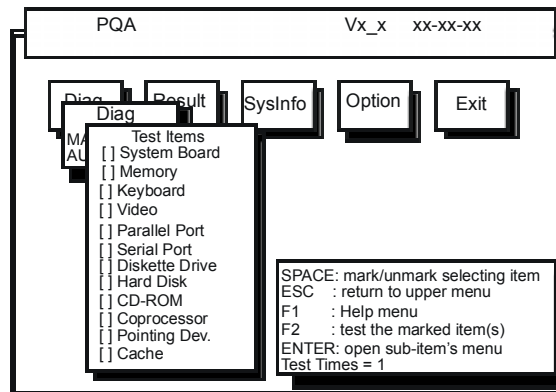 PQA Vx_x xx-xx-xx
Diag Result SysInfo Option Exit
Diag
MA
AU
Test Items
[ ] System Board
[ ] Memory
[ ] Keyboard
[ ] Video
[ ] Parallel Port
[ ] Serial Port
[ ] Diskette Drive
[ ] Hard Disk
[ ] CD-ROM
[ ] Coprocessor
[ ] Pointing Dev.
[ ] Cache
SPACE: mark/unmark selecting item
ESC : return to upper menu
F1 : Help menu
F2 : test the marked item(s)
ENTER: open sub-item's menu
Test Times = 1